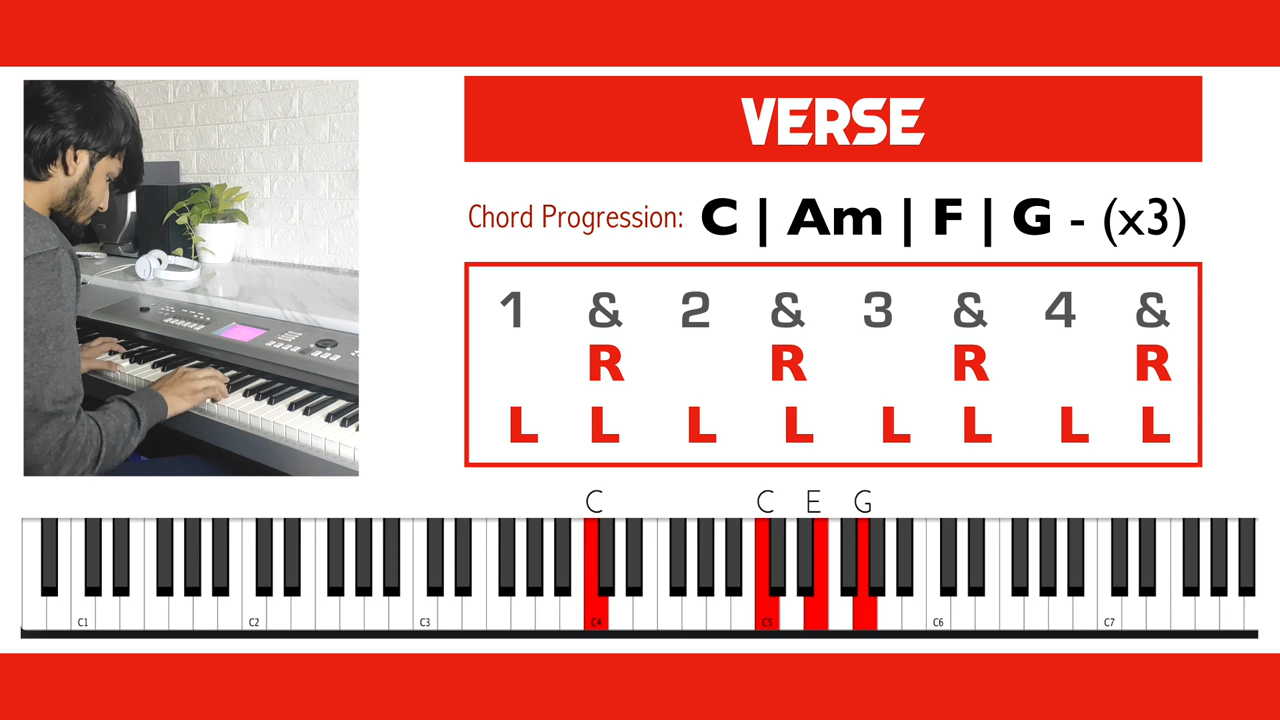 VERSE
Chord Progression: C | Am | F | G - (x3)
1 & 2 & 3 & 4 &
R R R R
L L L L L L L L
C C E G
C1 C2 C3 C4 C5 C6 C7